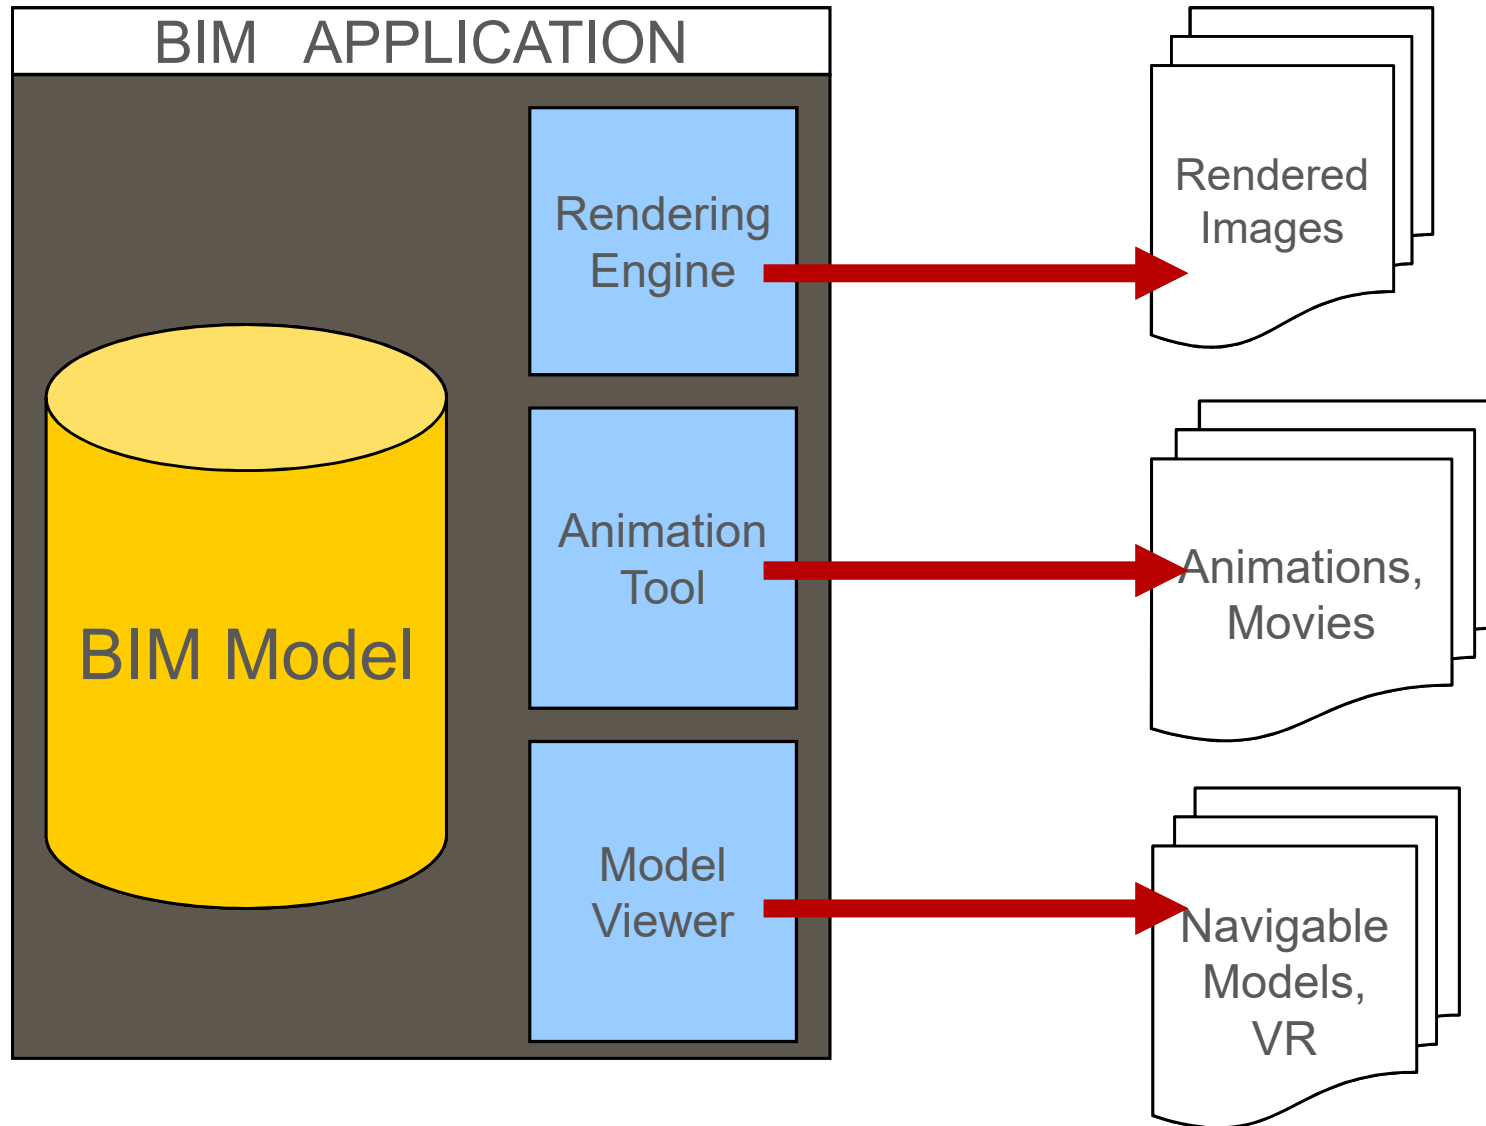 BIM APPLICATION
Rendering
Engine
Rendered
Images
BIM Model
Animation
Tool
Animations,
Movies
Model
Viewer
Navigable
Models,
VR